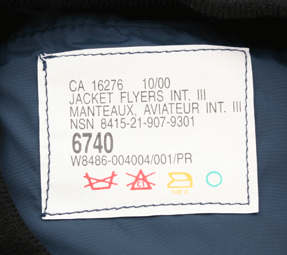 CA 16276 10/00
JACKET FLYERS INT. III
MANTEAUX, AVIATEUR INT. III
NSN 8415-21-907-9301
6740
W8486-004004/001/PR